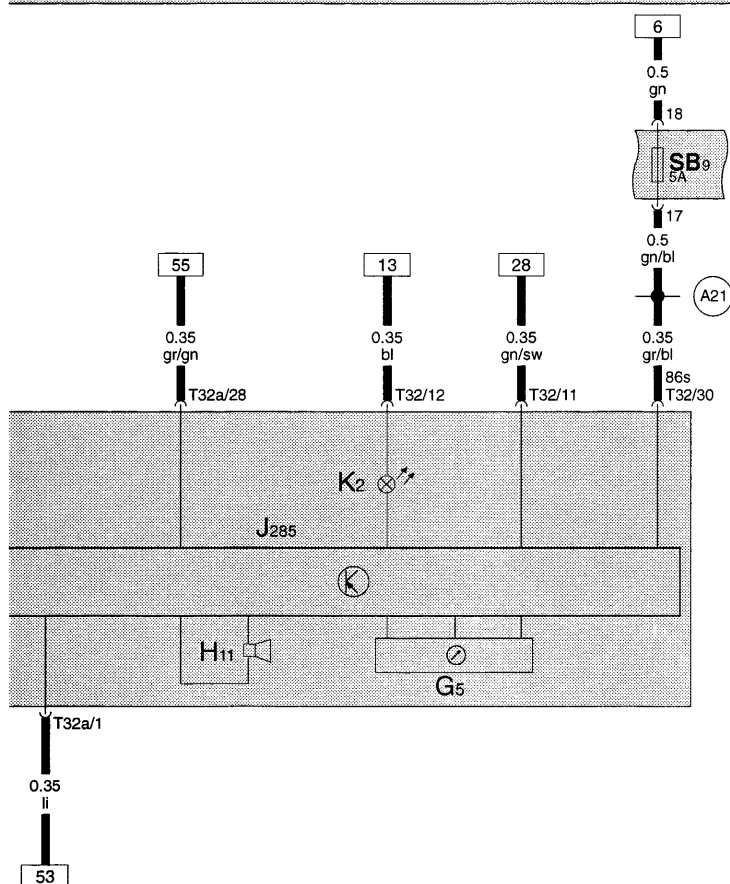 6
0.5
gn
18
SB9
5A
17
0.5
gn/bl
A21
55
13
28
0.35
gr/gn
0.35
bl
0.35
gn/sw
0.35
gr/bl
86s
T32a/28
T32/12
T32/11
T32/30
K2
J285
H11
G5
T32a/1
0.35
li
53